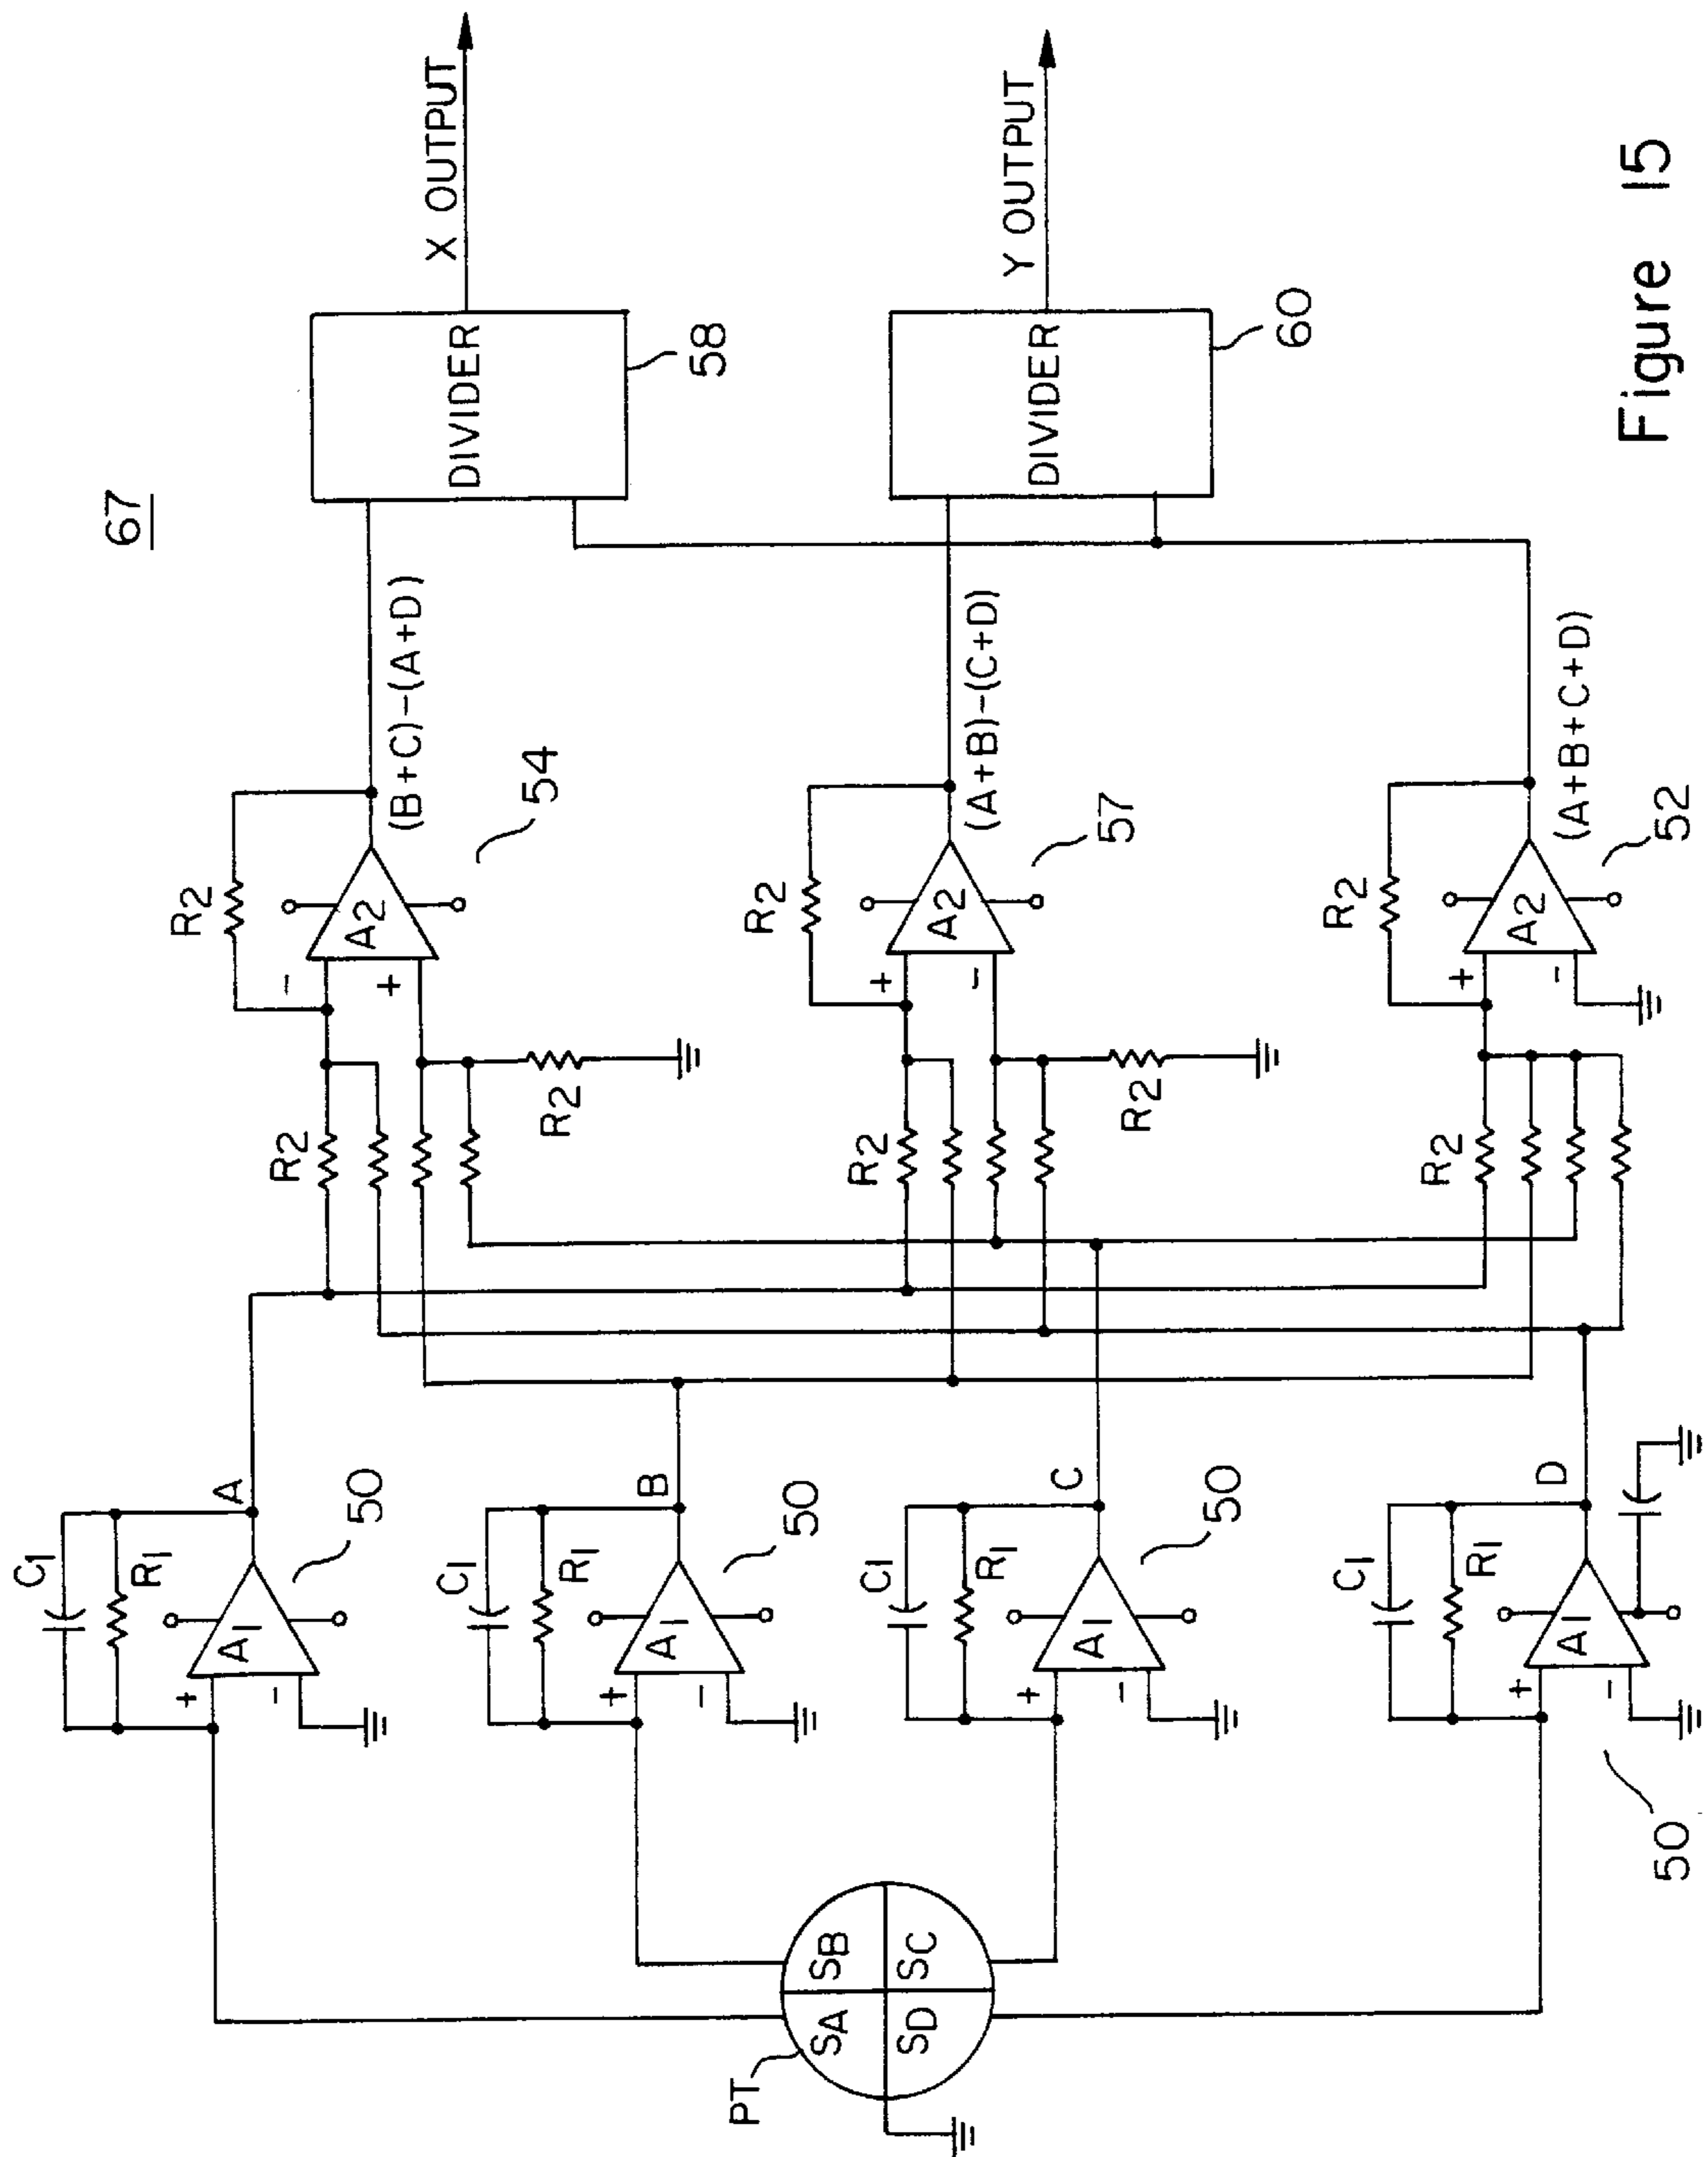 67
C1
R1
A1
+
-
A
50
C1
R1
A1
+
-
B
50
C1
R1
A1
+
-
C
50
C1
R1
A1
+
-
D
50
PT
SA
SB
SD
SC
R2
R2
R2
-
+
A2
(B+C)-(A+D)
54
R2
R2
R2
+
-
A2
(A+B)-(C+D)
57
R2
R2
+
-
A2
(A+B+C+D)
52
DIVIDER
58
X OUTPUT
DIVIDER
60
Y OUTPUT
Figure 15